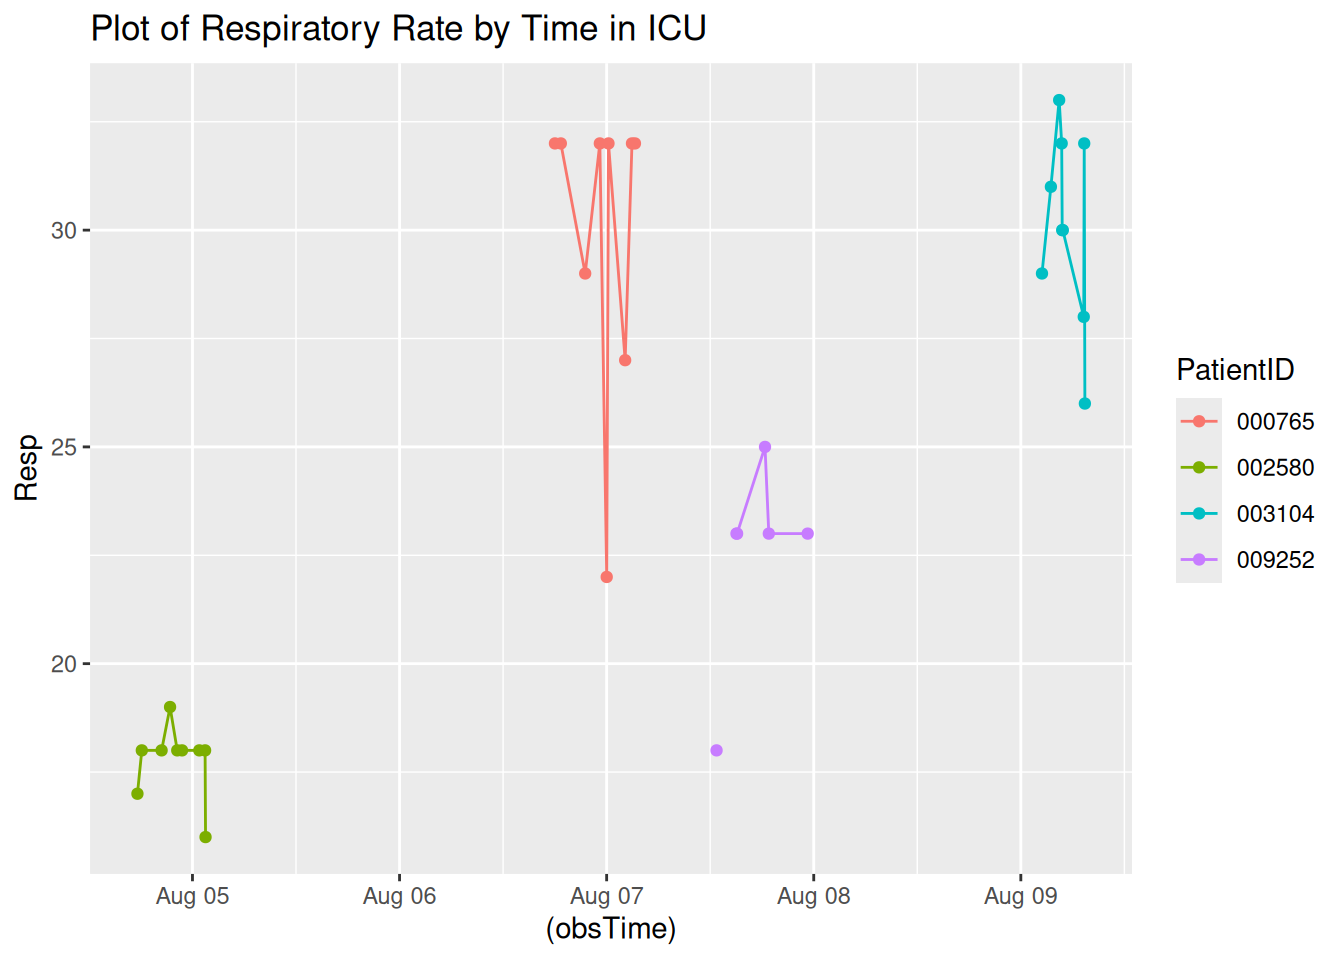 Plot of Respiratory Rate by Time in ICU
Resp
30
25
20
Aug 05
Aug 06
Aug 07
Aug 08
Aug 09
(obsTime)
PatientID
000765
002580
003104
009252